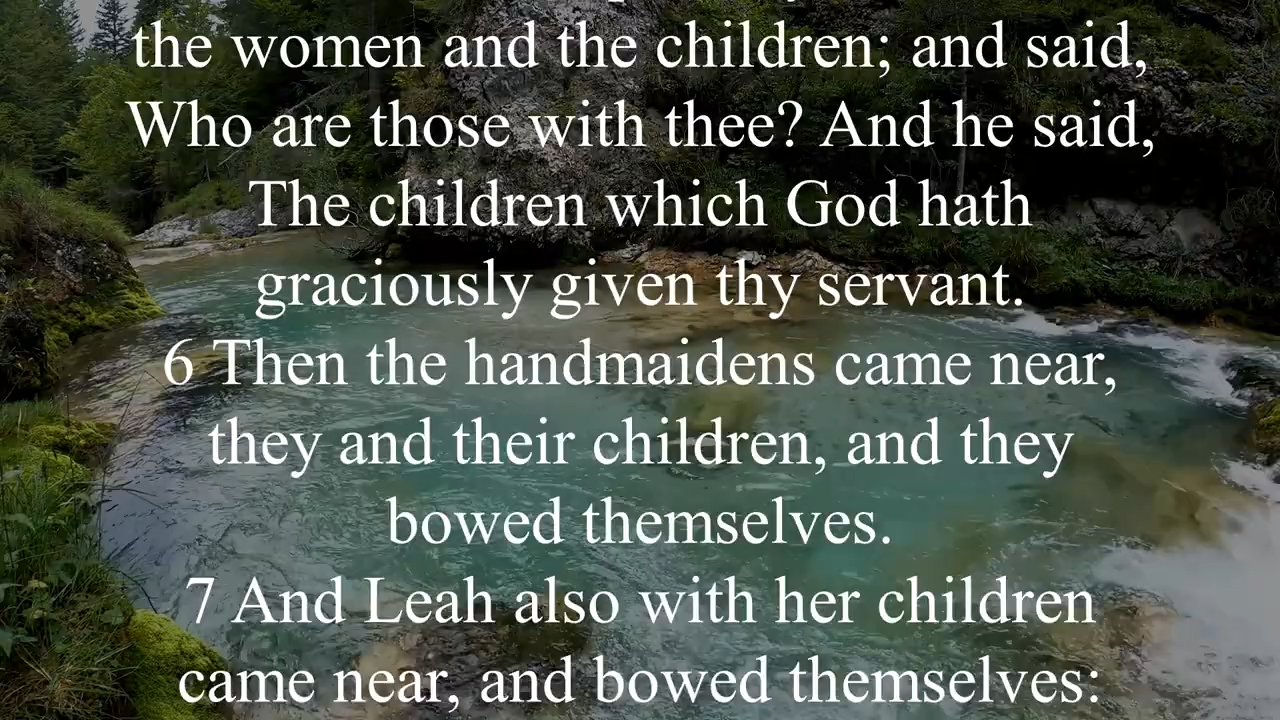 the women and the children; and said,
Who are those with thee? And he said,
The children which God hath
graciously given thy servant.
6 Then the handmaidens came near,
they and their children, and they
bowed themselves.
7 And Leah also with her children
came near, and bowed themselves: